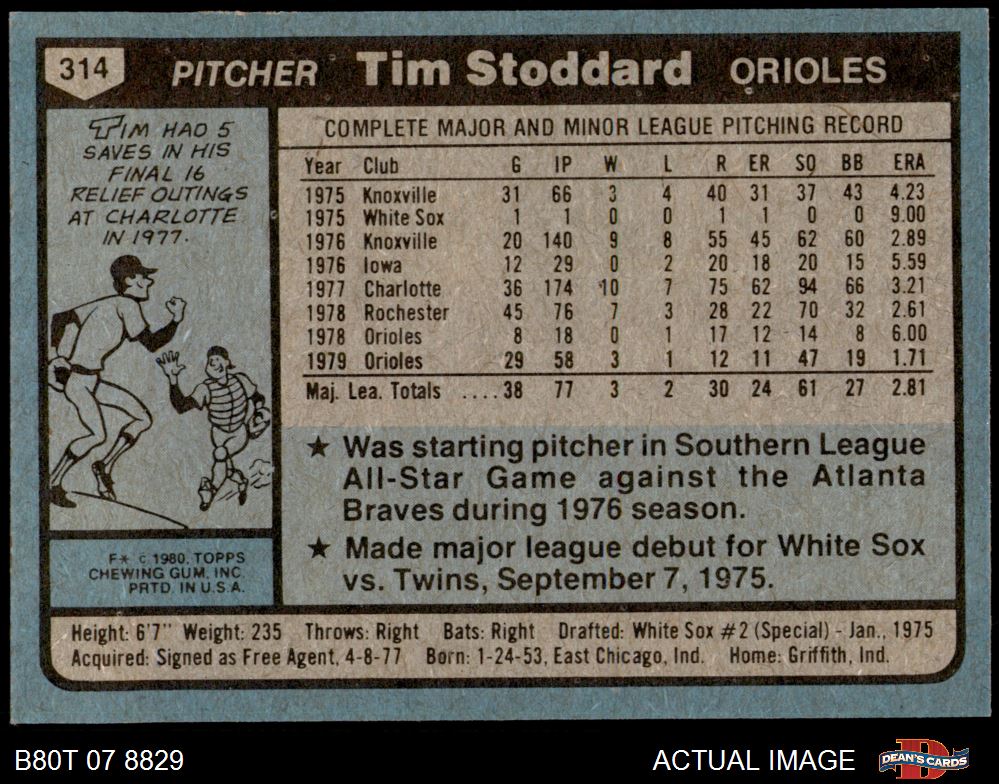 314 PITCHER Tim Stoddard ORIOLES
TIM HAD 5
SAVES IN HIS
FINAL 16
RELIEF OUTINGS
AT CHARLOTTE
IN 1977.
F* © 1980, TOPPS
CHEWING GUM, INC.
PRTD. IN U.S.A.
COMPLETE MAJOR AND MINOR LEAGUE PITCHING RECORD
Year Club G IP W L R ER SO BB ERA
1975 Knoxville 31 66 3 4 40 31 37 43 4.23
1975 White Sox 1 1 0 0 1 1 0 0 9.00
1976 Knoxville 20 140 9 8 55 45 62 60 2.89
1976 Iowa 12 29 0 2 20 18 20 15 5.59
1977 Charlotte 36 174 10 7 75 62 94 66 3.21
1978 Rochester 45 76 7 3 28 22 70 32 2.61
1978 Orioles 8 18 0 1 17 12 14 8 6.00
1979 Orioles 29 58 3 1 12 11 47 19 1.71
Maj. Lea. Totals ....38 77 3 2 30 24 61 27 2.81
★ Was starting pitcher in Southern League
All-Star Game against the Atlanta
Braves during 1976 season.
★ Made major league debut for White Sox
vs. Twins, September 7, 1975.
Height: 6'7" Weight: 235 Throws: Right Bats: Right Drafted: White Sox #2 (Special) - Jan., 1975
Acquired: Signed as Free Agent, 4-8-77 Born: 1-24-53, East Chicago, Ind. Home: Griffith, Ind.
B80T 07 8829 ACTUAL IMAGE DEAN'S CARDS